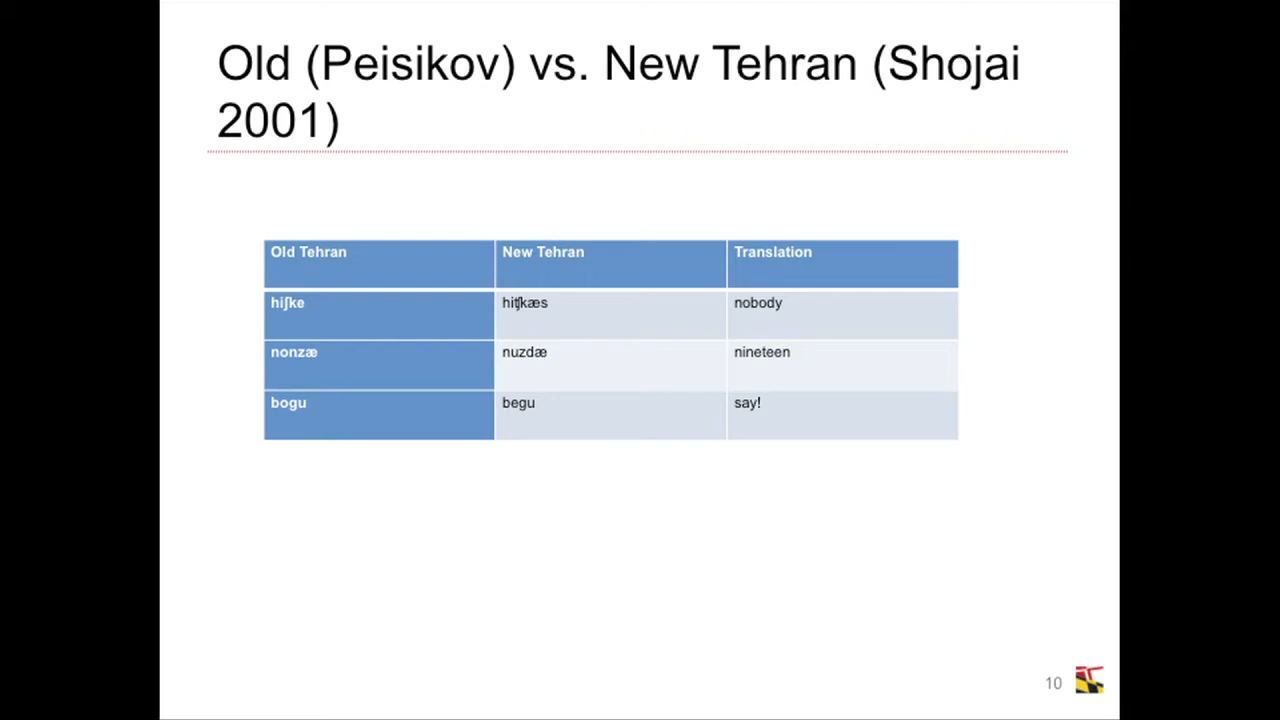 Old (Peisikov) vs. New Tehran (Shojai
2001)
Old Tehran New Tehran Translation
hiʃke hiʧkæs nobody
nonzæ nuzdæ nineteen
bogu begu say!
10